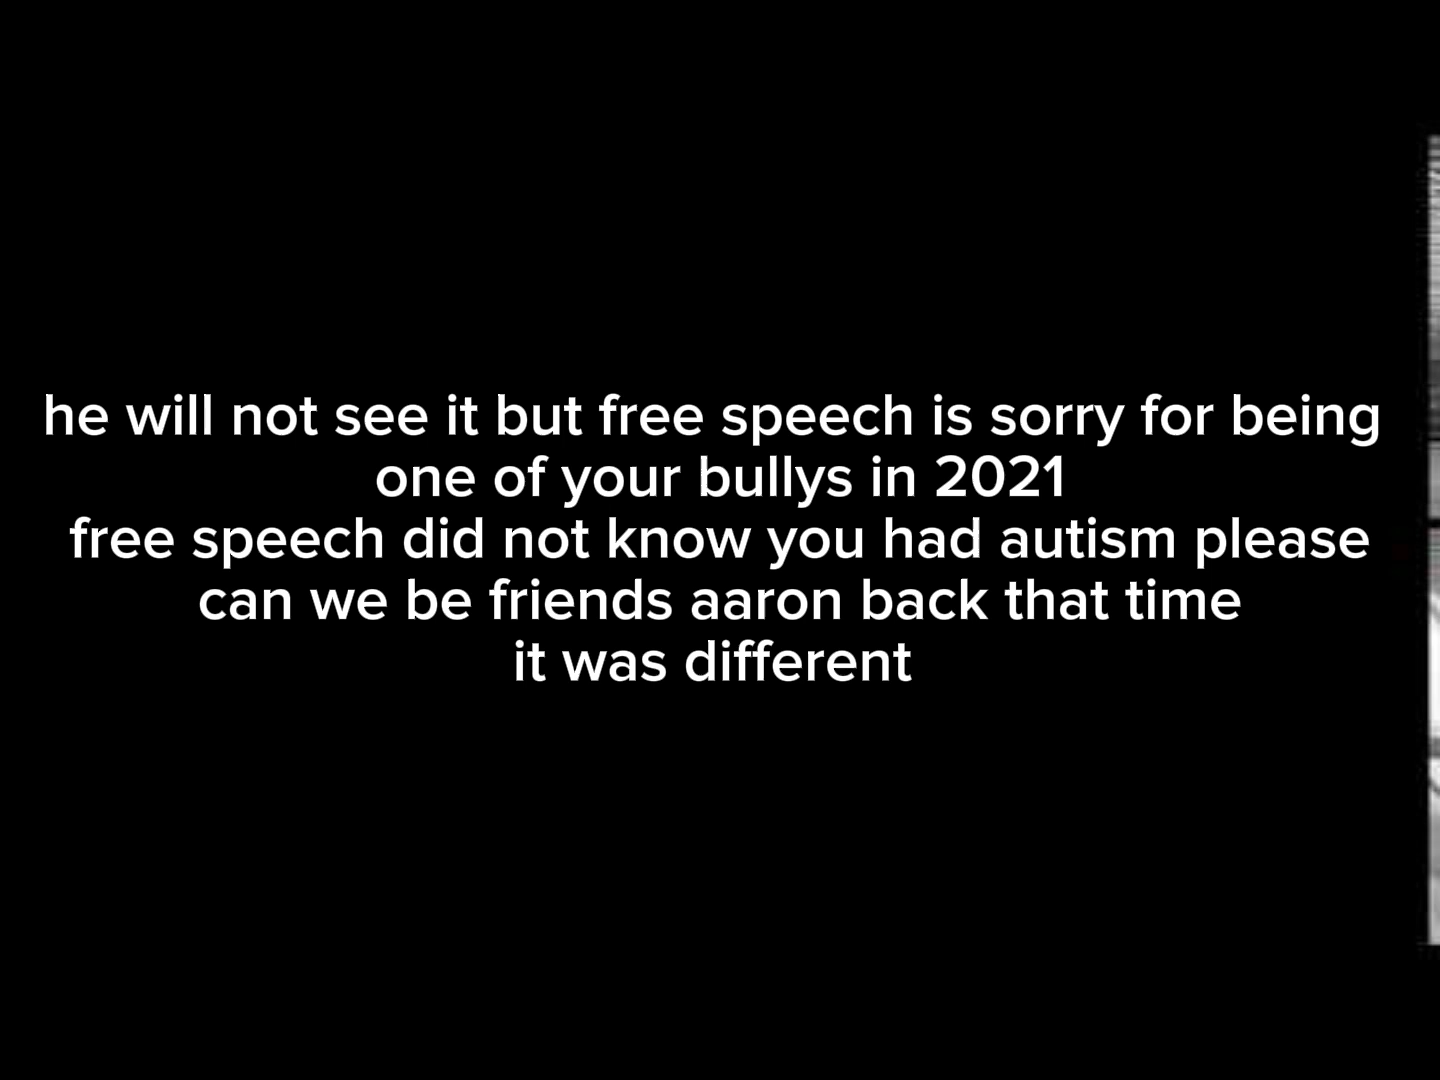 he will not see it but free speech is sorry for being
one of your bullys in 2021
free speech did not know you had autism please
can we be friends aaron back that time
it was different